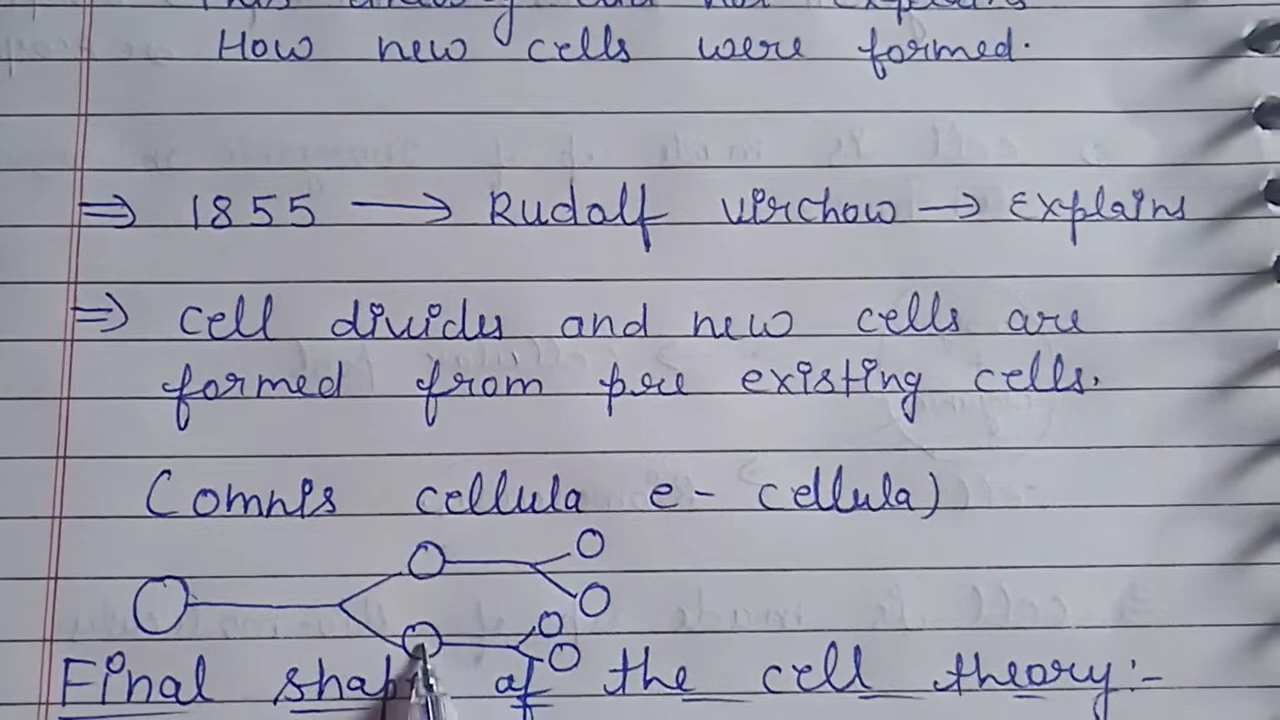 How new cells were formed.
⇒ 1855 → Rudolf virchow → Explains
⇒ cell divides and new cells are
formed from pre existing cells.
(omnis cellula e - cellula)
Final shape of the cell theory:-